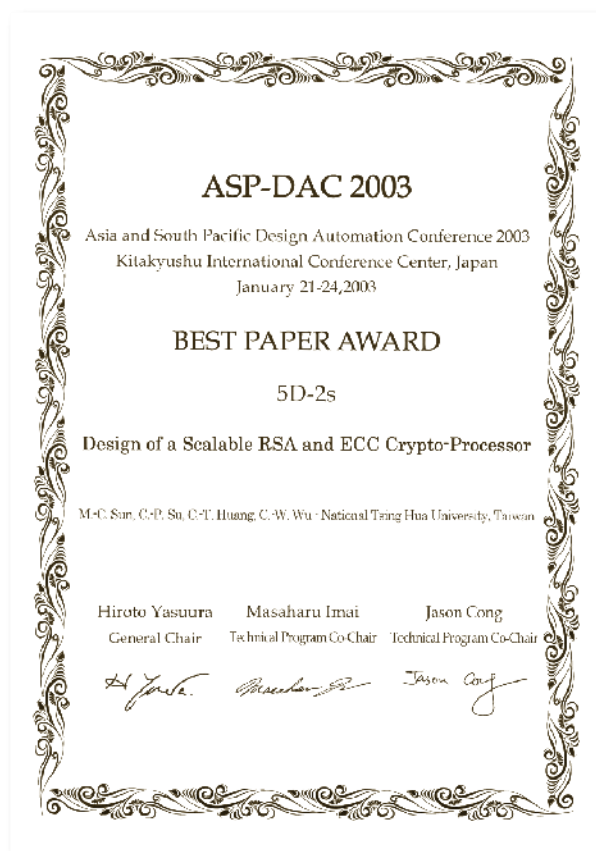 ASP-DAC 2003
Asia and South Pacific Design Automation Conference 2003
Kitakyushu International Conference Center, Japan
January 21-24,2003
BEST PAPER AWARD
5D-2s
Design of a Scalable RSA and ECC Crypto-Processor
M.-C. Sun, C.-P. Su, C.-T. Huang, C.-W. Wu - National Tsing Hua University, Taiwan
Hiroto Yasuura Masaharu Imai Jason Cong
General Chair Technical Program Co-Chair Technical Program Co-Chair
Jason Cong